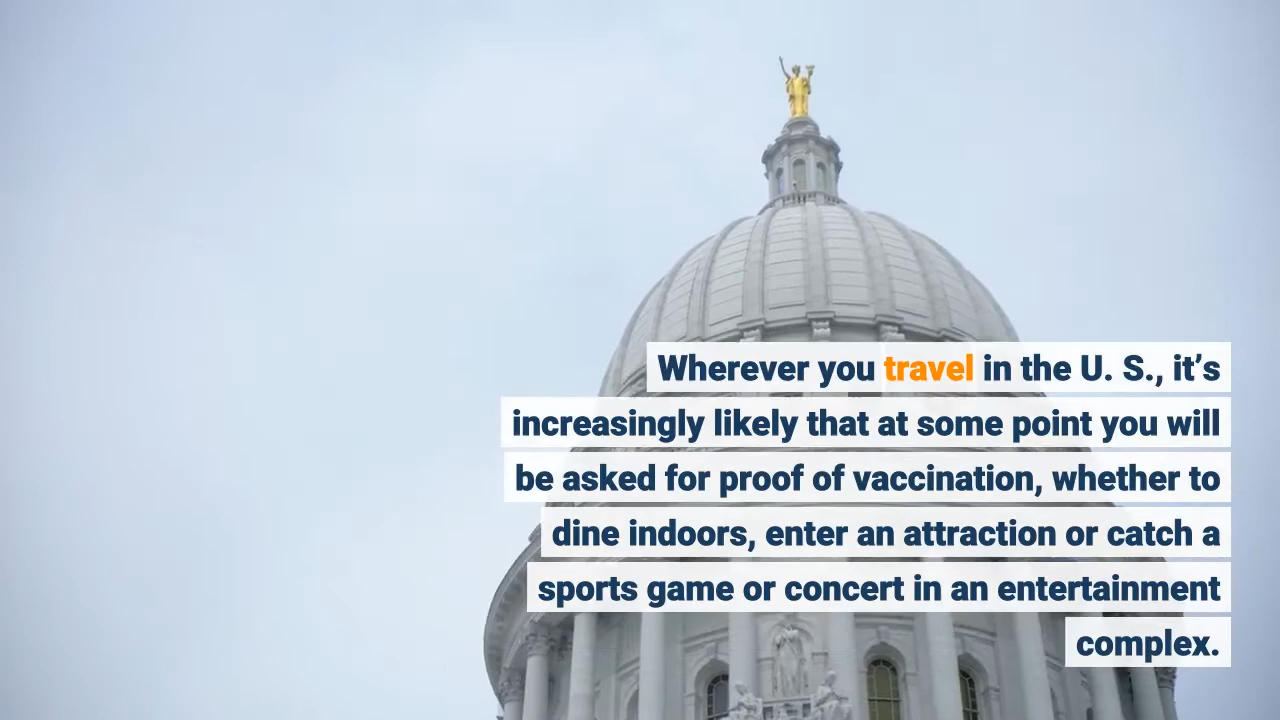 Wherever you travel in the U. S., it’s
increasingly likely that at some point you will
be asked for proof of vaccination, whether to
dine indoors, enter an attraction or catch a
sports game or concert in an entertainment
complex.